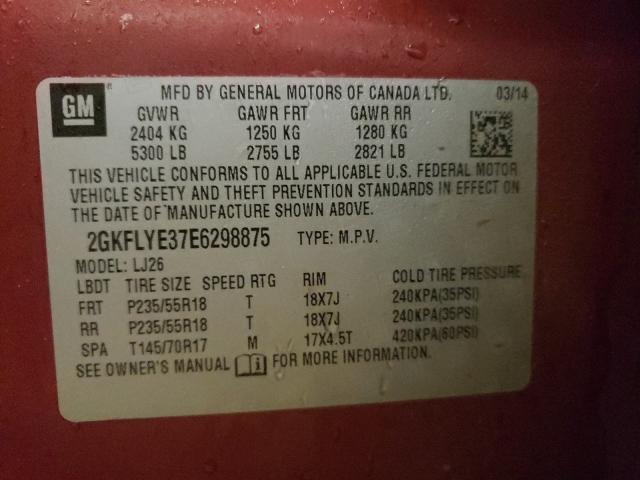 GM
MFD BY GENERAL MOTORS OF CANADA LTD. 03/14
GVWR GAWR FRT GAWR RR
2404 KG 1250 KG 1280 KG
5300 LB 2755 LB 2821 LB
THIS VEHICLE CONFORMS TO ALL APPLICABLE U.S. FEDERAL MOTOR
VEHICLE SAFETY AND THEFT PREVENTION STANDARDS IN EFFECT ON
THE DATE OF MANUFACTURE SHOWN ABOVE.
2GKFLYE37E6298875 TYPE: M.P.V.
MODEL: LJ26
LBDT TIRE SIZE SPEED RTG RIM COLD TIRE PRESSURE
FRT P235/55R18 T 18X7J 240KPA(35PSI)
RR P235/55R18 T 18X7J 240KPA(35PSI)
SPA T145/70R17 M 17X4.5T 420KPA(60PSI)
SEE OWNER'S MANUAL FOR MORE INFORMATION.